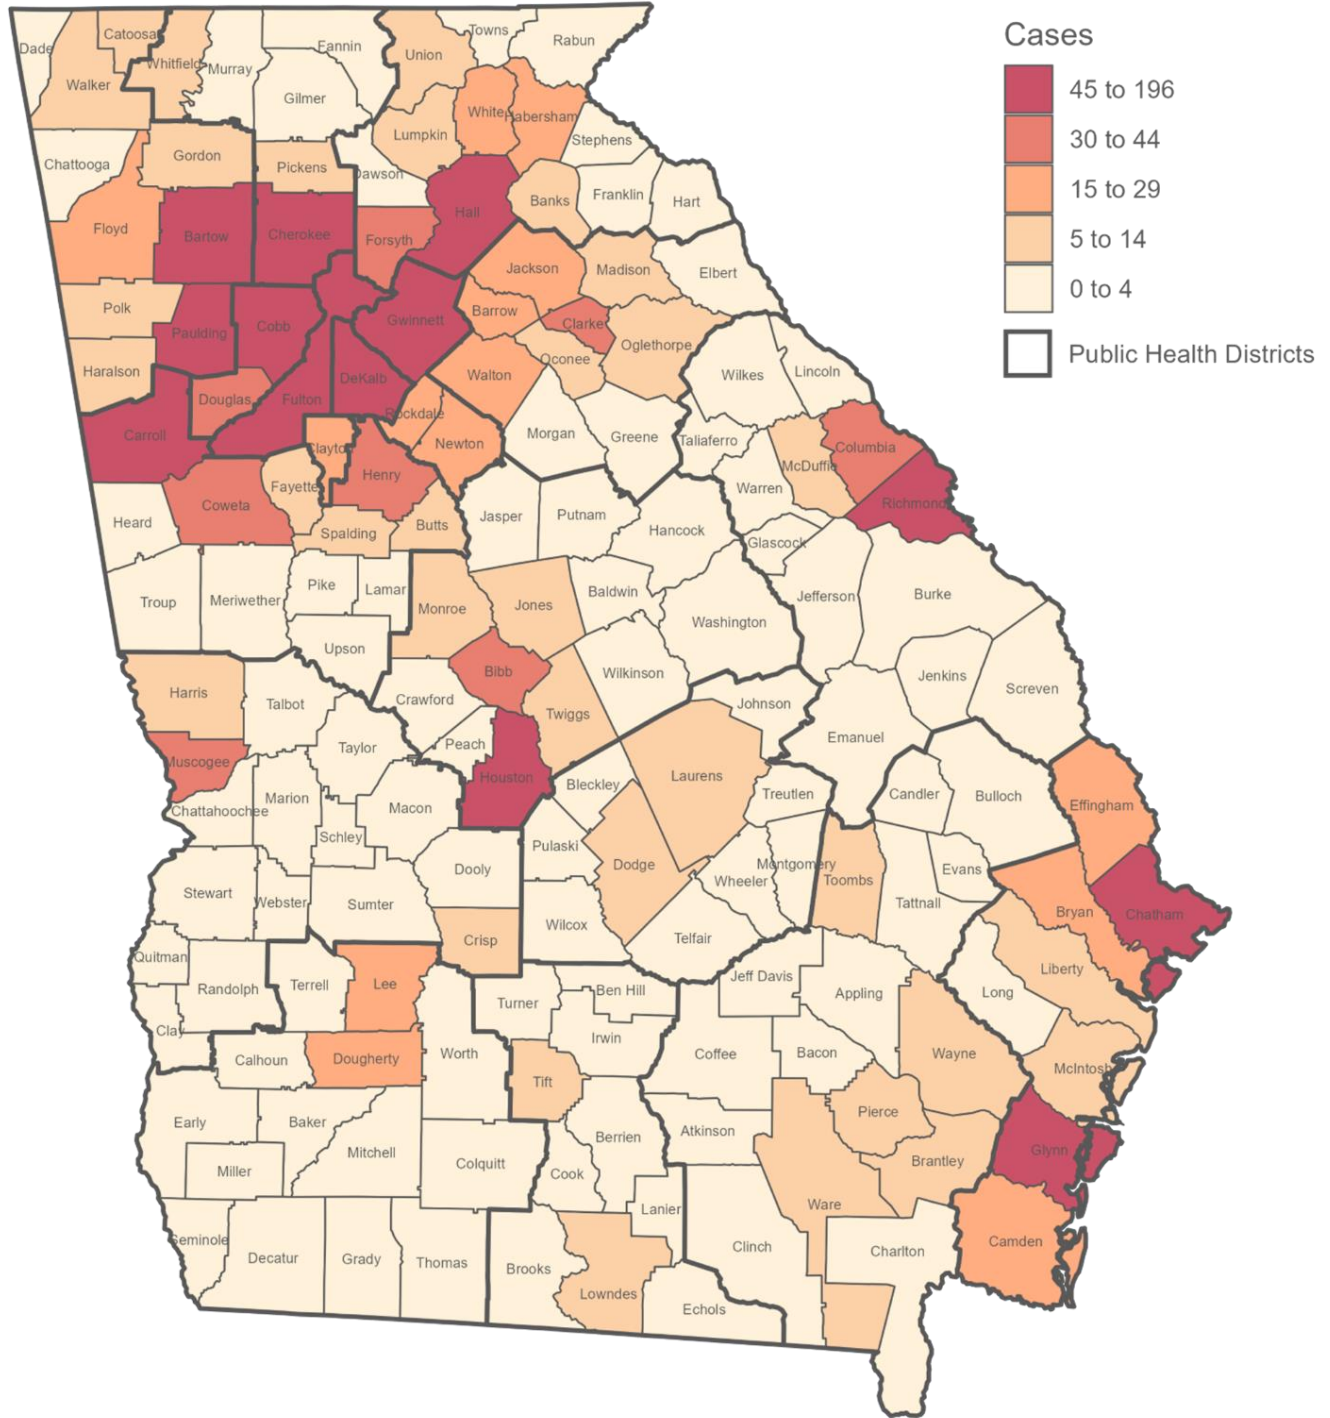 Cases
45 to 196
30 to 44
15 to 29
5 to 14
0 to 4
Public Health Districts
Dade
Catoosa
Walker
Whitfield
Murray
Fannin
Gilmer
Union
Towns
Rabun
White
Habersham
Lumpkin
Stephens
Chattooga
Gordon
Pickens
Dawson
Banks
Franklin
Hart
Hall
Floyd
Bartow
Cherokee
Forsyth
Jackson
Madison
Elbert
Polk
Paulding
Cobb
Gwinnett
Barrow
Clarke
Oconee
Oglethorpe
Haralson
Douglas
Fulton
DeKalb
Walton
Wilkes
Lincoln
Rockdale
Carroll
Clayton
Newton
Morgan
Greene
Taliaferro
McDuffie
Columbia
Henry
Fayette
Coweta
Warren
Richmond
Heard
Spalding
Butts
Jasper
Putnam
Hancock
Glascock
Troup
Meriwether
Pike
Lamar
Monroe
Jones
Baldwin
Washington
Jefferson
Burke
Upson
Bibb
Wilkinson
Jenkins
Screven
Harris
Talbot
Crawford
Twiggs
Johnson
Emanuel
Muscogee
Taylor
Peach
Houston
Bleckley
Laurens
Treutlen
Candler
Bulloch
Effingham
Chattahoochee
Marion
Schley
Macon
Dooly
Pulaski
Dodge
Montgomery
Wheeler
Toombs
Evans
Tattnall
Stewart
Webster
Sumter
Crisp
Wilcox
Telfair
Bryan
Chatham
Quitman
Randolph
Terrell
Lee
Turner
Ben Hill
Jeff Davis
Appling
Long
Liberty
Clay
Calhoun
Dougherty
Worth
Irwin
Coffee
Bacon
Wayne
McIntosh
Tift
Early
Baker
Miller
Mitchell
Colquitt
Berrien
Cook
Atkinson
Pierce
Brantley
Glynn
Lanier
Ware
Seminole
Decatur
Grady
Thomas
Brooks
Lowndes
Clinch
Charlton
Camden
Echols